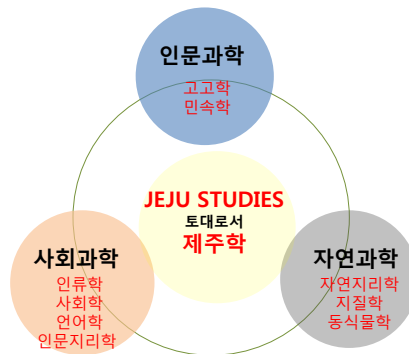 인문과학
고고학
민속학
JEJU STUDIES
토대로서
제주학
사회과학
인류학
사회학
언어학
인문지리학
자연과학
자연지리학
지질학
동식물학